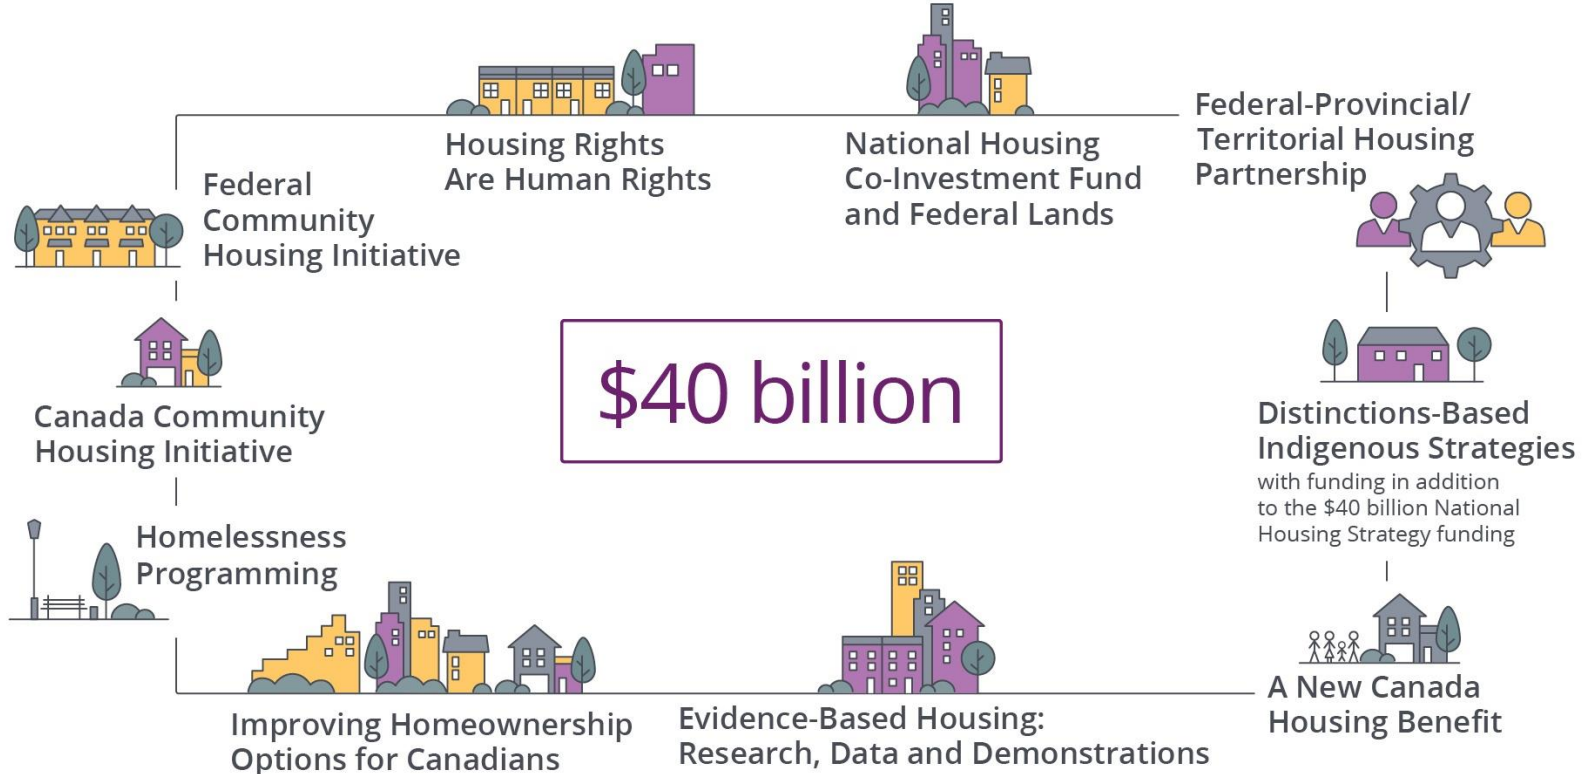 Housing Rights
Are Human Rights
National Housing
Co-Investment Fund
and Federal Lands
Federal-Provincial/
Territorial Housing
Partnership
Federal
Community
Housing Initiative
$40 billion
Canada Community
Housing Initiative
Distinctions-Based
Indigenous Strategies
with funding in addition
to the $40 billion National
Housing Strategy funding
Homelessness
Programming
Improving Homeownership
Options for Canadians
Evidence-Based Housing:
Research, Data and Demonstrations
A New Canada
Housing Benefit